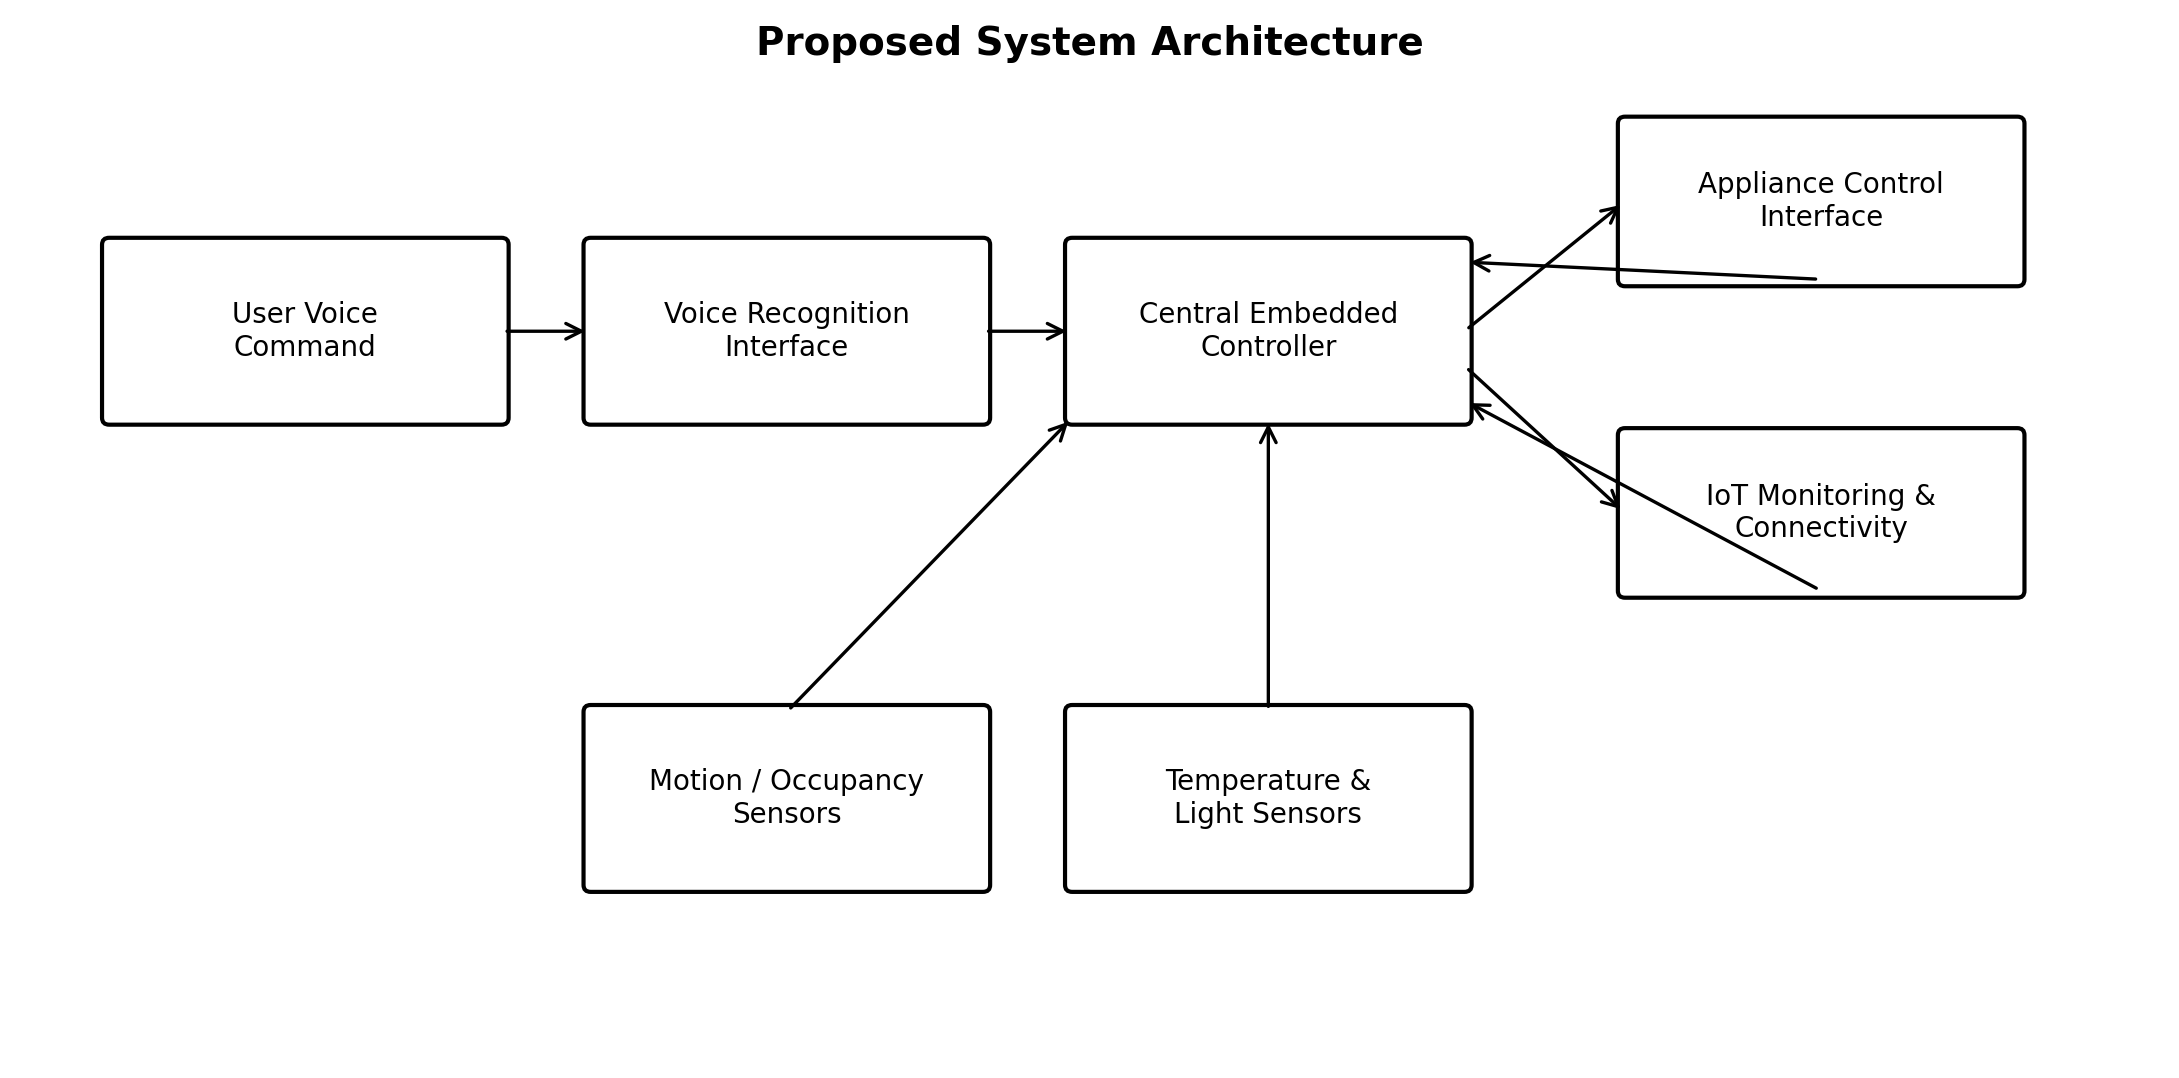 Proposed System Architecture
Appliance Control
Interface
User Voice
Command
Voice Recognition
Interface
Central Embedded
Controller
IoT Monitoring &
Connectivity
Motion / Occupancy
Sensors
Temperature &
Light Sensors